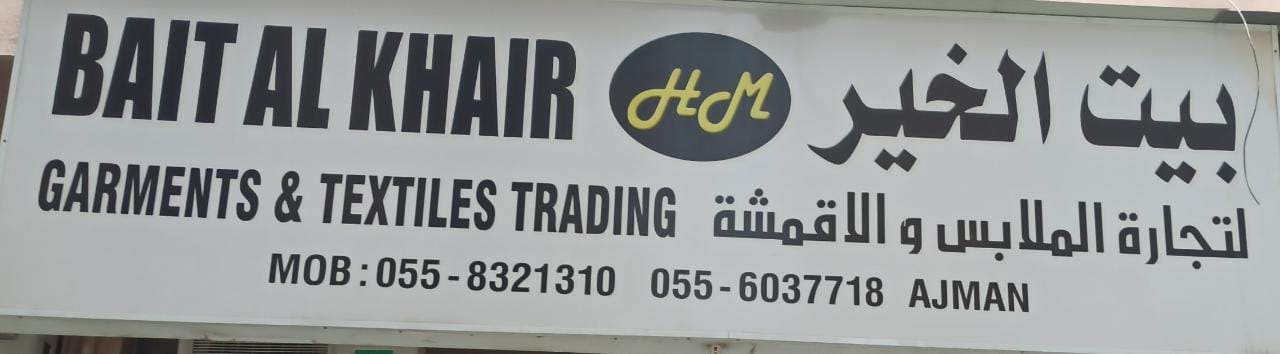 BAIT AL KHAIR HM بيت الخير
GARMENTS & TEXTILES TRADING لتجارة الملابس و الاقمشة
MOB : 055 - 8321310 055 - 6037718 AJMAN